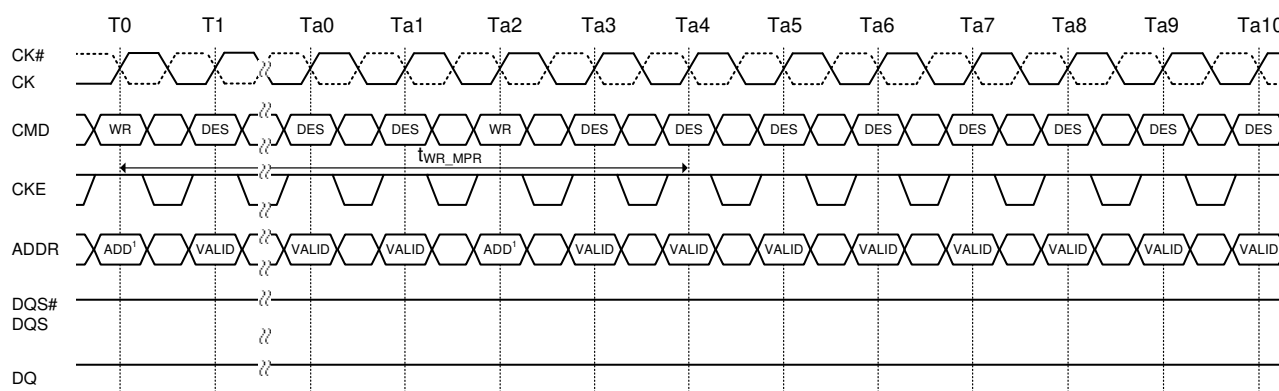 T0 T1 Ta0 Ta1 Ta2 Ta3 Ta4 Ta5 Ta6 Ta7 Ta8 Ta9 Ta10
CK#
CK
CMD WR DES DES DES WR DES DES DES DES DES DES DES DES
tWR_MPR
CKE
ADDR ADD¹ VALID VALID VALID ADD¹ VALID VALID VALID VALID VALID VALID VALID VALID
DQS#
DQS
DQ